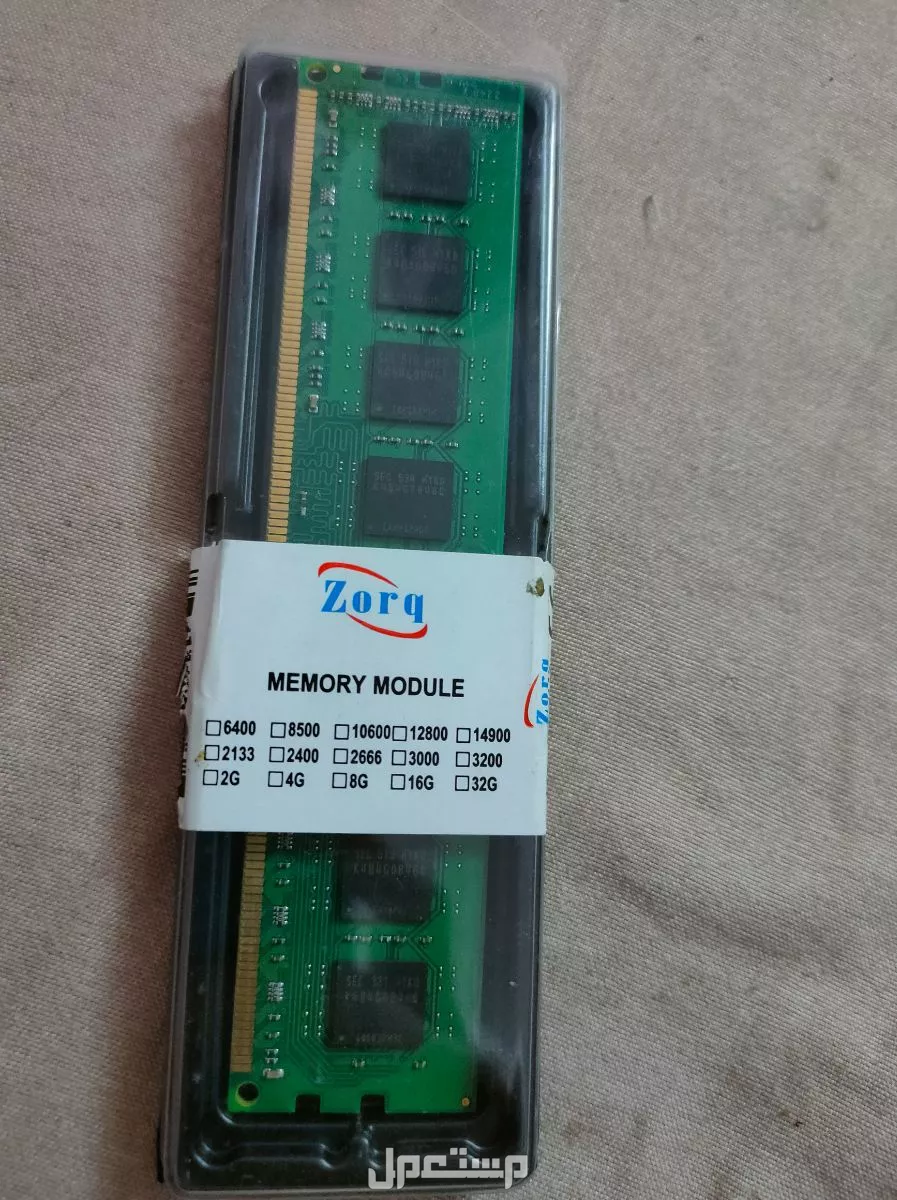 Zorq
MEMORY MODULE
☐6400 ☐8500 ☐10600 ☐12800 ☐14900
☐2133 ☐2400 ☐2666 ☐3000 ☐3200
☐2G ☐4G ☐8G ☐16G ☐32G
Zorq
مستعمل